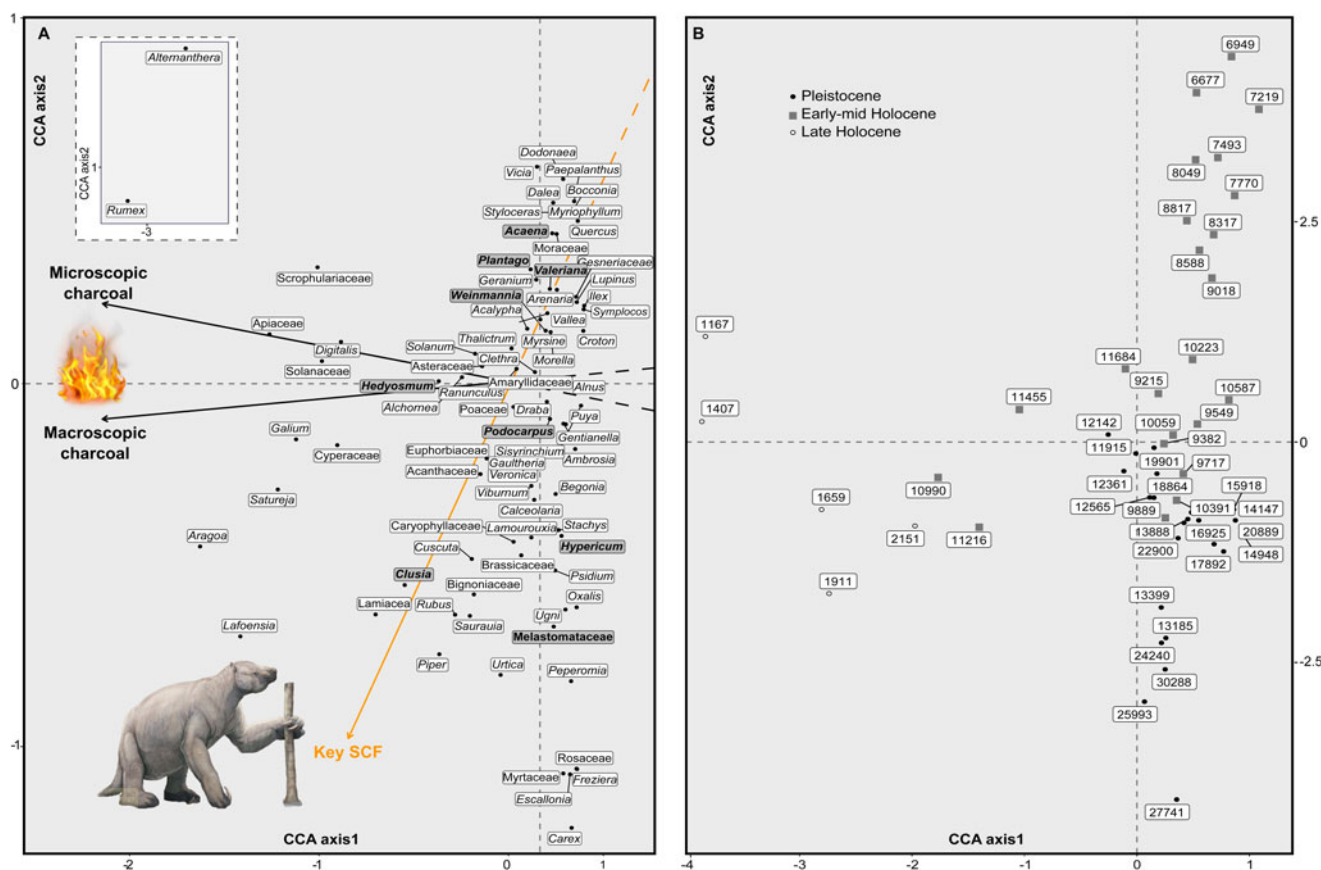 A
CCA axis2
1
0
-1
Alternanthera
CCA axis2
1
Rumex
-3
Microscopic
charcoal
Macroscopic
charcoal
Key SCF
Dodonaea
Vicia
Paepalanthus
Dalea
Bocconia
Styloceras
Myriophyllum
Acaena
Quercus
Moraceae
Plantago
Valeriana
Gesneriaceae
Scrophulariaceae
Geranium
Lupinus
Weinmannia
Arenaria
Ilex
Acalypha
Vallea
Symplocos
Apiaceae
Digitalis
Thalictrum
Myrsine
Croton
Solanum
Clethra
Morella
Solanaceae
Asteraceae
Hedyosmum
Ranunculus
Amaryllidaceae
Alnus
Alchornea
Poaceae
Draba
Puya
Galium
Podocarpus
Gentianella
Cyperaceae
Euphorbiaceae
Sisyrinchium
Ambrosia
Acanthaceae
Gaultheria
Veronica
Satureja
Viburnum
Begonia
Calceolaria
Aragoa
Caryophyllaceae
Lamourouxia
Stachys
Cuscuta
Hypericum
Clusia
Brassicaceae
Psidium
Bignoniaceae
Lamiacea
Rubus
Oxalis
Lafoensia
Saurauia
Ugni
Melastomataceae
Piper
Urtica
Peperomia
Rosaceae
Myrtaceae
Freziera
Escallonia
Carex
CCA axis1
-2
-1
0
1
B
CCA axis2
Pleistocene
Early-mid Holocene
Late Holocene
6949
6677
7219
7493
8049
7770
8817
8317
8588
9018
1167
11684
10223
9215
11455
10587
1407
12142
10059
9549
11915
9382
19901
9717
12361
10990
18864
15918
12565
9889
10391
14147
1659
13888
16925
20889
2151
11216
22900
17892
14948
1911
13399
13185
24240
30288
25993
27741
2.5
0
-2.5
CCA axis1
-4
-3
-2
-1
0
1